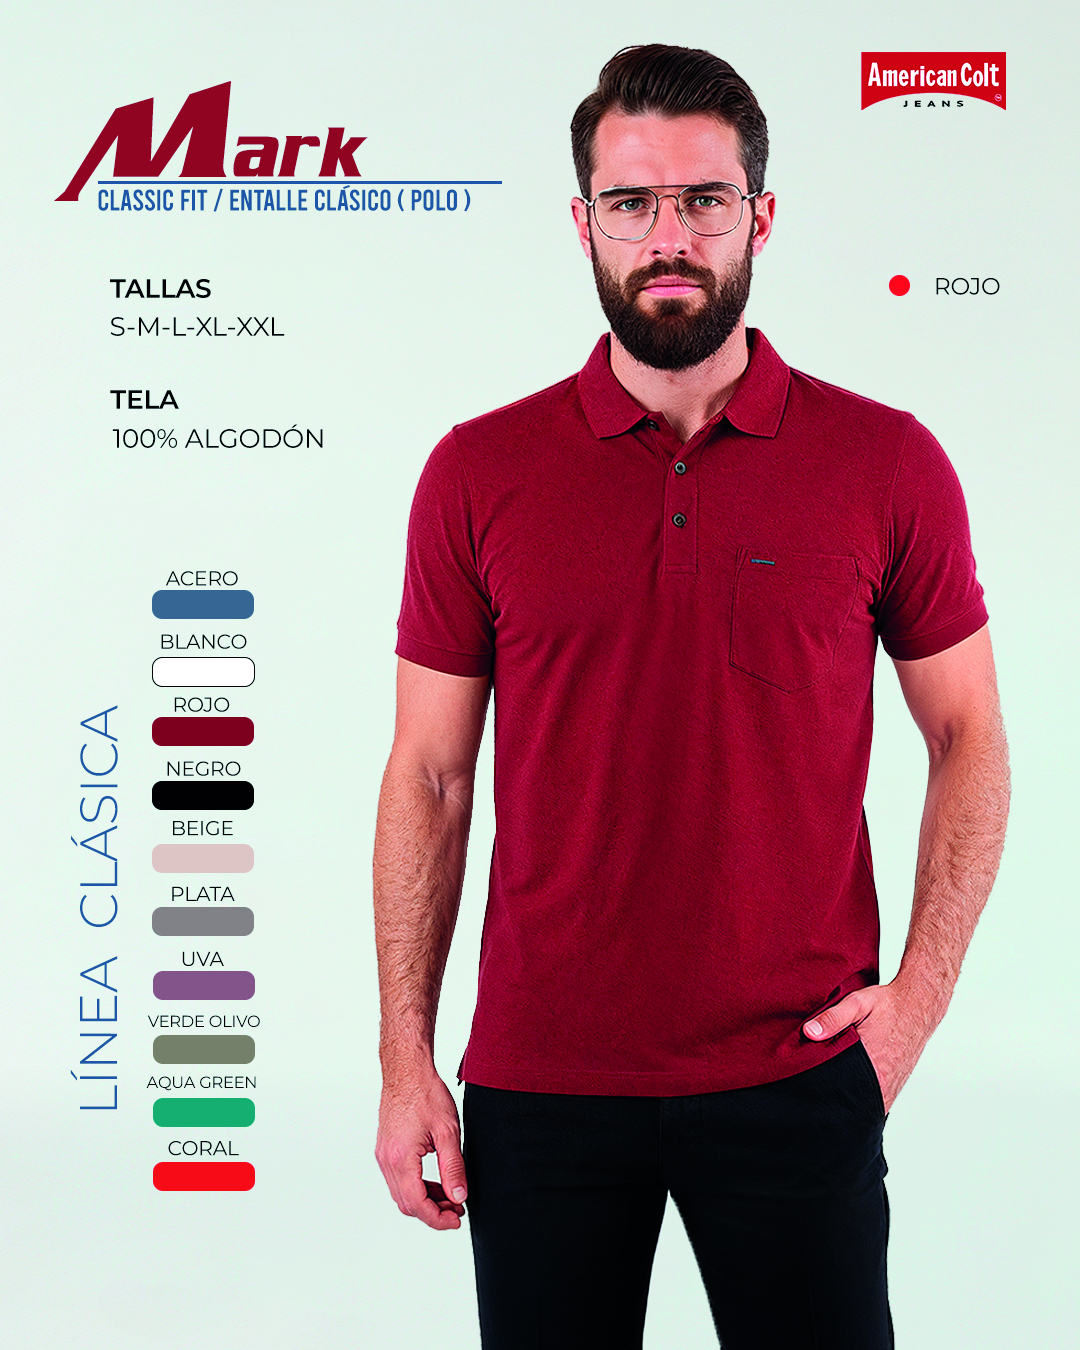 American Colt
JEANS
Mark
CLASSIC FIT / ENTALLE CLÁSICO ( POLO )
TALLAS
S-M-L-XL-XXL
ROJO
TELA
100% ALGODÓN
LÍNEA CLÁSICA
ACERO
BLANCO
ROJO
NEGRO
BEIGE
PLATA
UVA
VERDE OLIVO
AQUA GREEN
CORAL